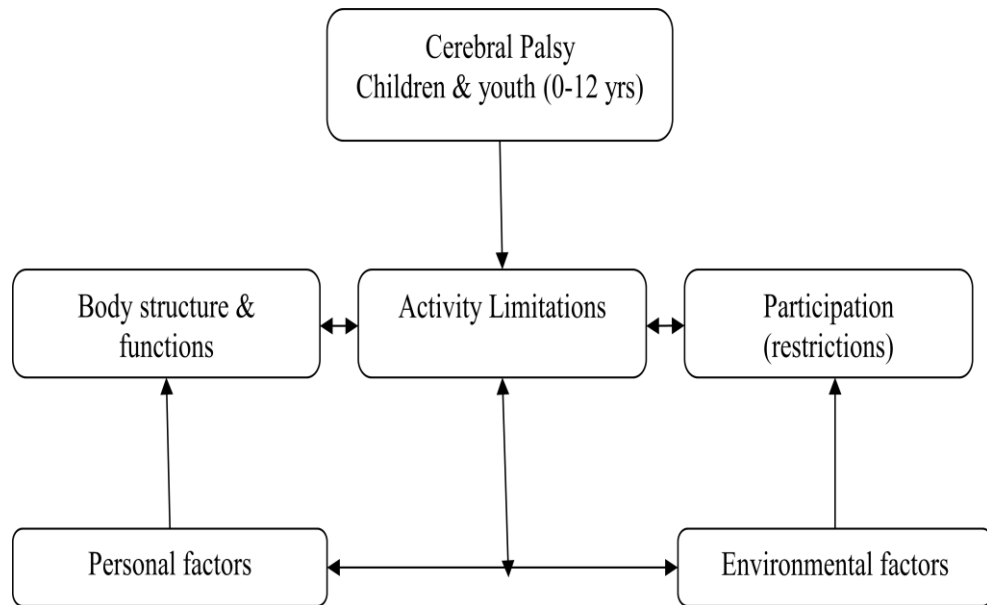 Cerebral Palsy
Children & youth (0-12 yrs)
Body structure &
functions
Activity Limitations
Participation
(restrictions)
Personal factors
Environmental factors